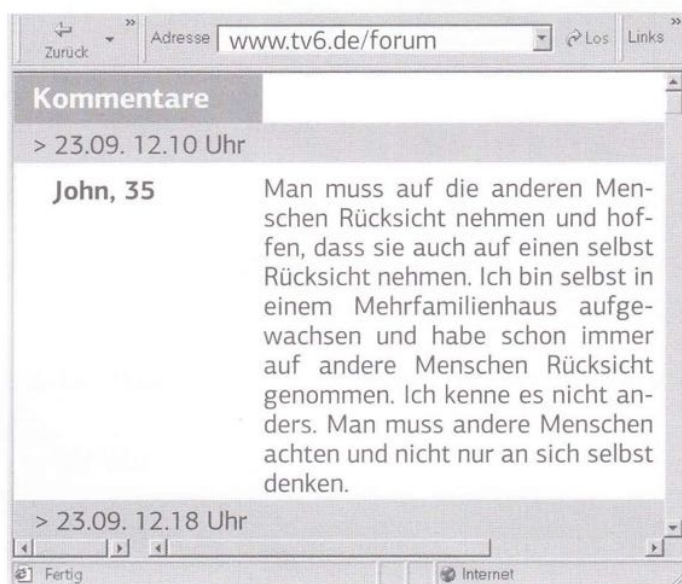 Zurück » Adresse www.tv6.de/forum Los Links »
Kommentare
> 23.09. 12.10 Uhr
John, 35
Man muss auf die anderen Men-
schen Rücksicht nehmen und hof-
fen, dass sie auch auf einen selbst
Rücksicht nehmen. Ich bin selbst in
einem Mehrfamilienhaus aufge-
wachsen und habe schon immer
auf andere Menschen Rücksicht
genommen. Ich kenne es nicht an-
ders. Man muss andere Menschen
achten und nicht nur an sich selbst
denken.
> 23.09. 12.18 Uhr
Fertig Internet